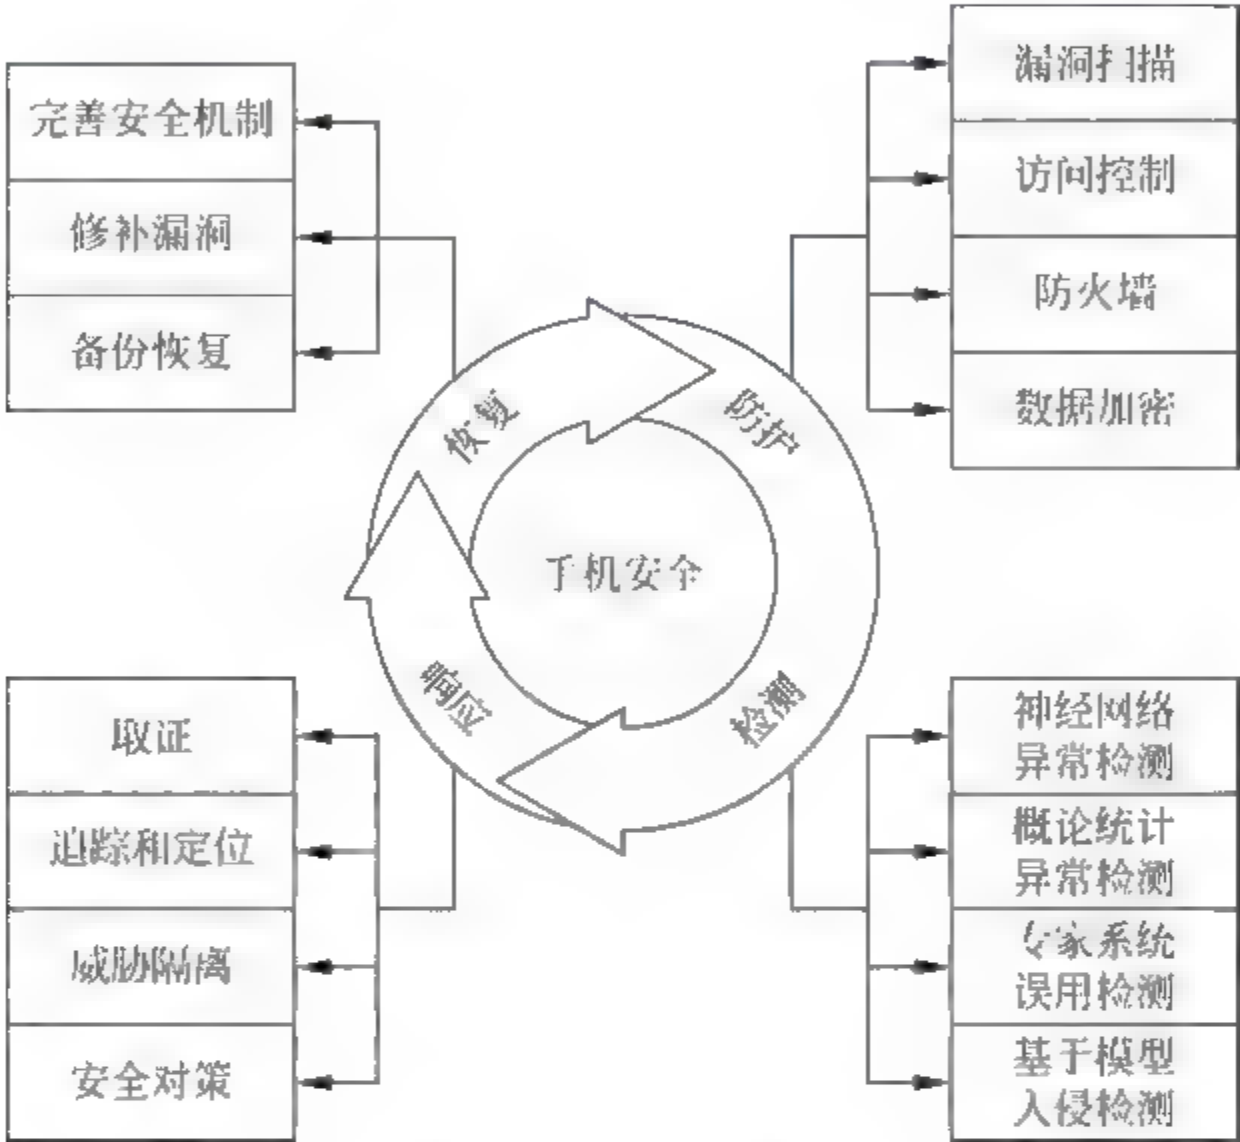 完善安全机制
修补漏洞
备份恢复
漏洞扫描
访问控制
防火墙
数据加密
恢复
防护
手机安全
响应
检测
取证
追踪和定位
威胁隔离
安全对策
神经网络
异常检测
概论统计
异常检测
专家系统
误用检测
基于模型
入侵检测